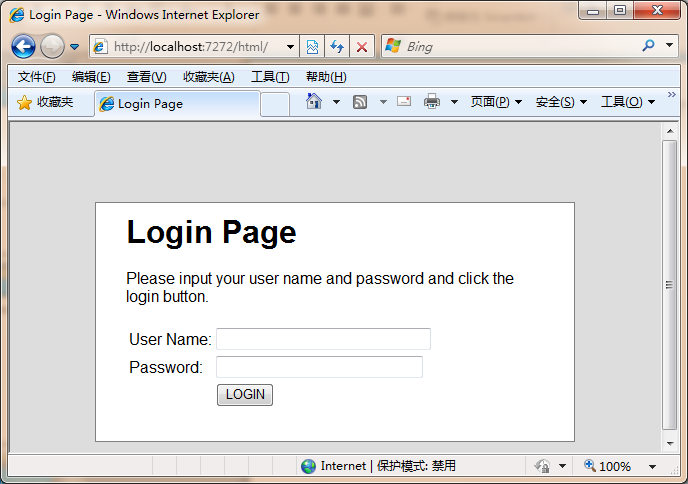 Login Page - Windows Internet Explorer
http://localhost:7272/html/
Bing
文件(F) 编辑(E) 查看(V) 收藏夹(A) 工具(T) 帮助(H)
收藏夹 Login Page 页面(P) 安全(S) 工具(O) »
Login Page
Please input your user name and password and click the
login button.
User Name:
Password:
LOGIN
Internet | 保护模式: 禁用 100%